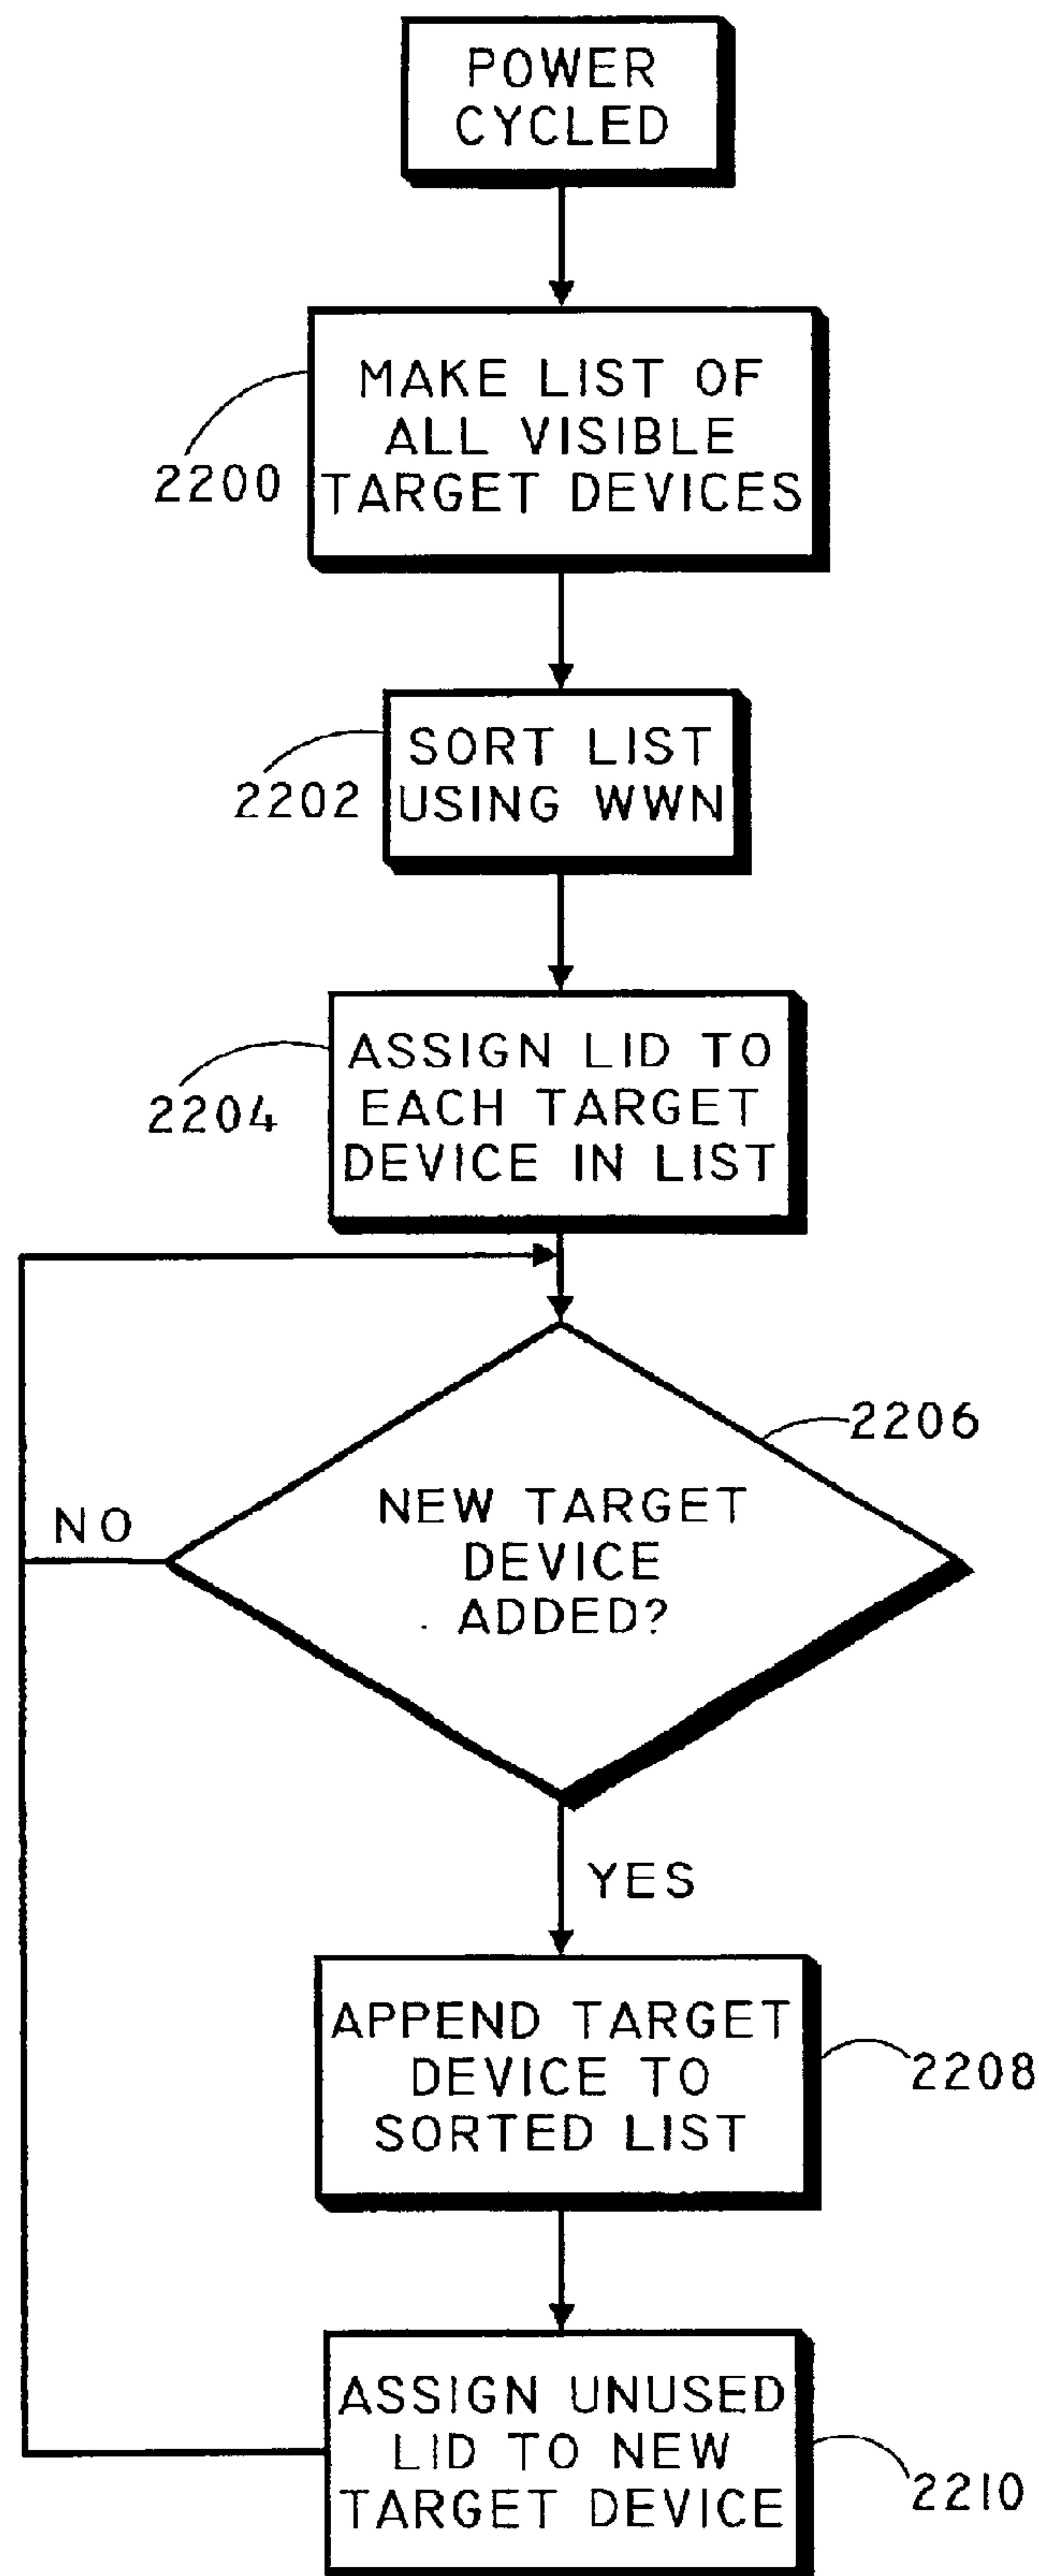 POWER
CYCLED
MAKE LIST OF
ALL VISIBLE
TARGET DEVICES
2200
SORT LIST
USING WWN
2202
ASSIGN LID TO
EACH TARGET
DEVICE IN LIST
2204
2206
NEW TARGET
DEVICE
ADDED?
NO
YES
APPEND TARGET
DEVICE TO
SORTED LIST
2208
ASSIGN UNUSED
LID TO NEW
TARGET DEVICE
2210